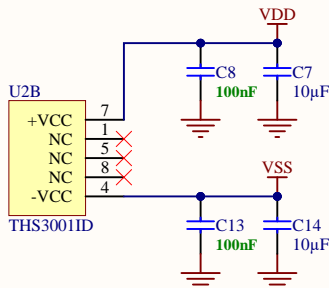 VDD
C8
100nF
C7
10µF
U2B
+VCC 7
NC 1
NC 5
NC 8
-VCC 4
THS3001ID
VSS
C13
100nF
C14
10µF